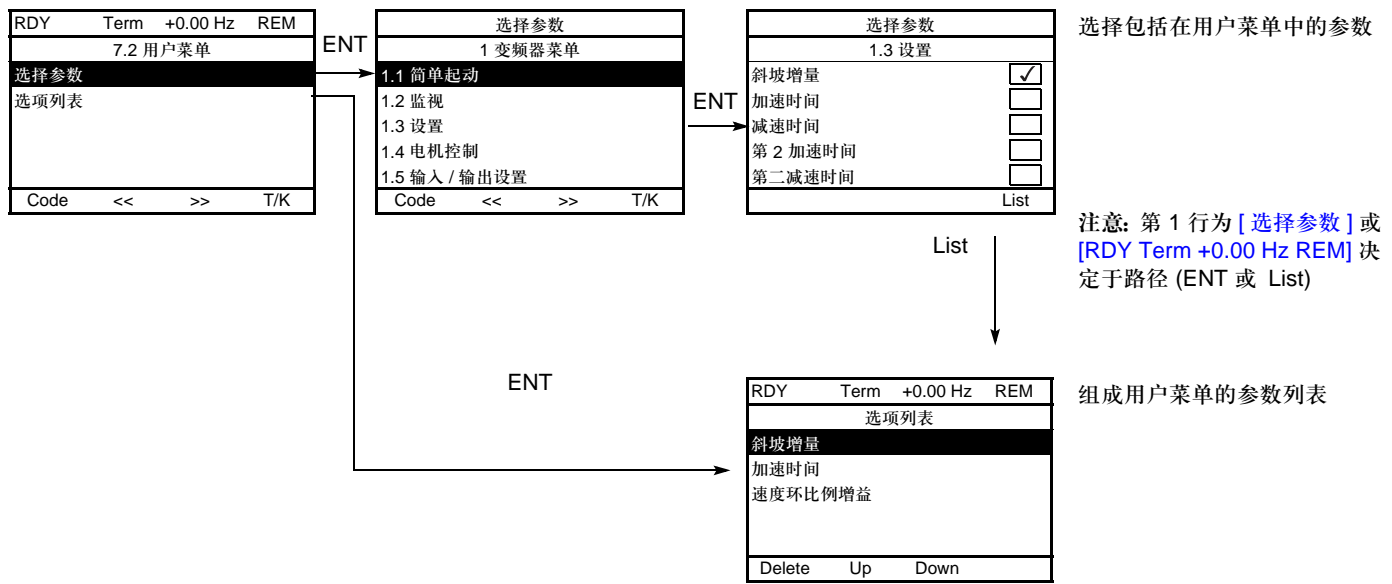 RDY Term +0.00 Hz REM
7.2 用户菜单
选择参数
选项列表
Code << >> T/K
ENT
选择参数
1 变频器菜单
1.1 简单起动
1.2 监视
1.3 设置
1.4 电机控制
1.5 输入 / 输出设置
Code << >> T/K
ENT
选择参数
1.3 设置
斜坡增量 ✓
加速时间
减速时间
第 2 加速时间
第二减速时间
List
选择包括在用户菜单中的参数
注意: 第 1 行为 [ 选择参数 ] 或
[RDY Term +0.00 Hz REM] 决
定于路径 (ENT 或 List)
List
ENT
RDY Term +0.00 Hz REM
选项列表
斜坡增量
加速时间
速度环比例增益
Delete Up Down
组成用户菜单的参数列表